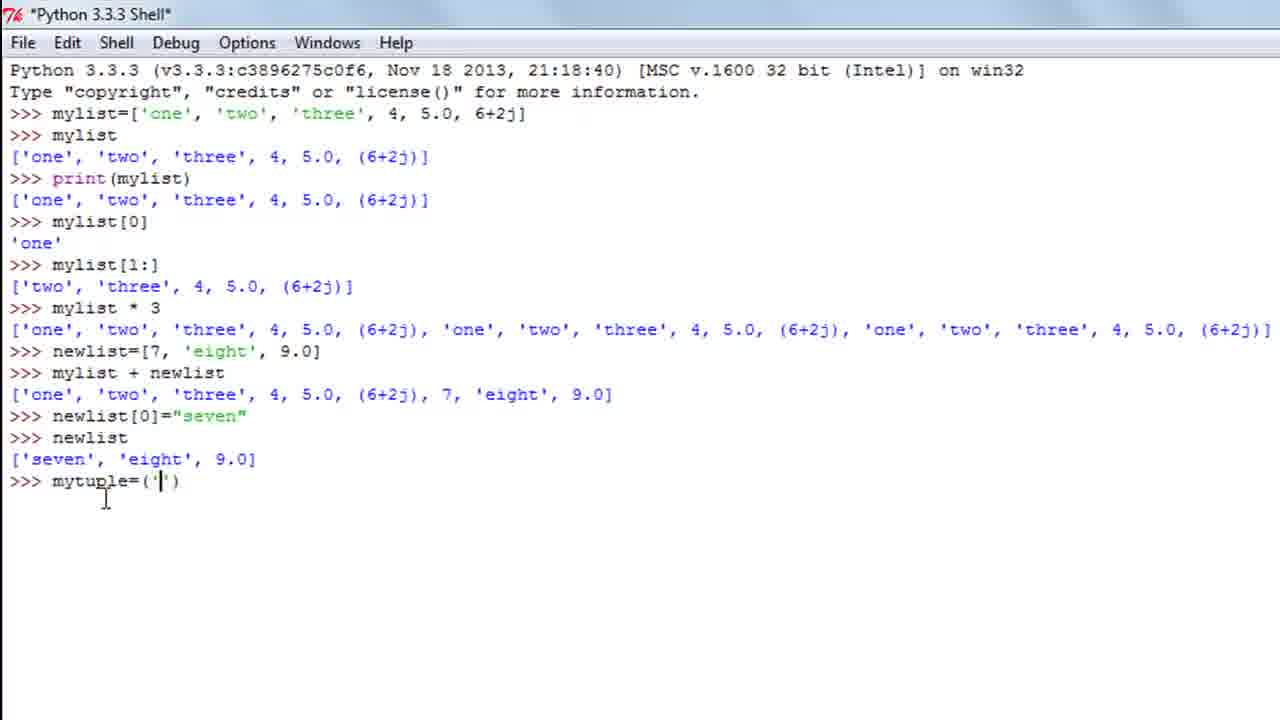 *Python 3.3.3 Shell*
File Edit Shell Debug Options Windows Help
Python 3.3.3 (v3.3.3:c3896275c0f6, Nov 18 2013, 21:18:40) [MSC v.1600 32 bit (Intel)] on win32
Type "copyright", "credits" or "license()" for more information.
>>> mylist=['one', 'two', 'three', 4, 5.0, 6+2j]
>>> mylist
['one', 'two', 'three', 4, 5.0, (6+2j)]
>>> print(mylist)
['one', 'two', 'three', 4, 5.0, (6+2j)]
>>> mylist[0]
'one'
>>> mylist[1:]
['two', 'three', 4, 5.0, (6+2j)]
>>> mylist * 3
['one', 'two', 'three', 4, 5.0, (6+2j), 'one', 'two', 'three', 4, 5.0, (6+2j), 'one', 'two', 'three', 4, 5.0, (6+2j)]
>>> newlist=[7, 'eight', 9.0]
>>> mylist + newlist
['one', 'two', 'three', 4, 5.0, (6+2j), 7, 'eight', 9.0]
>>> newlist[0]="seven"
>>> newlist
['seven', 'eight', 9.0]
>>> mytuple=('')